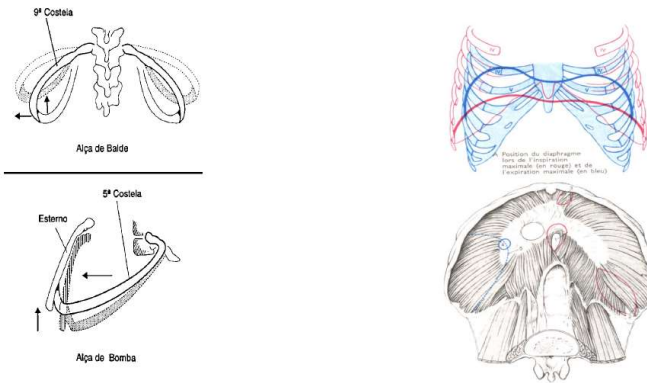 9ª Costela
Alça de Balde
5ª Costela
Esterno
Alça de Bomba
Position du diaphragme
lors de l'inspiration
maximale (en rouge) et de
l'expiration maximale (en bleu)